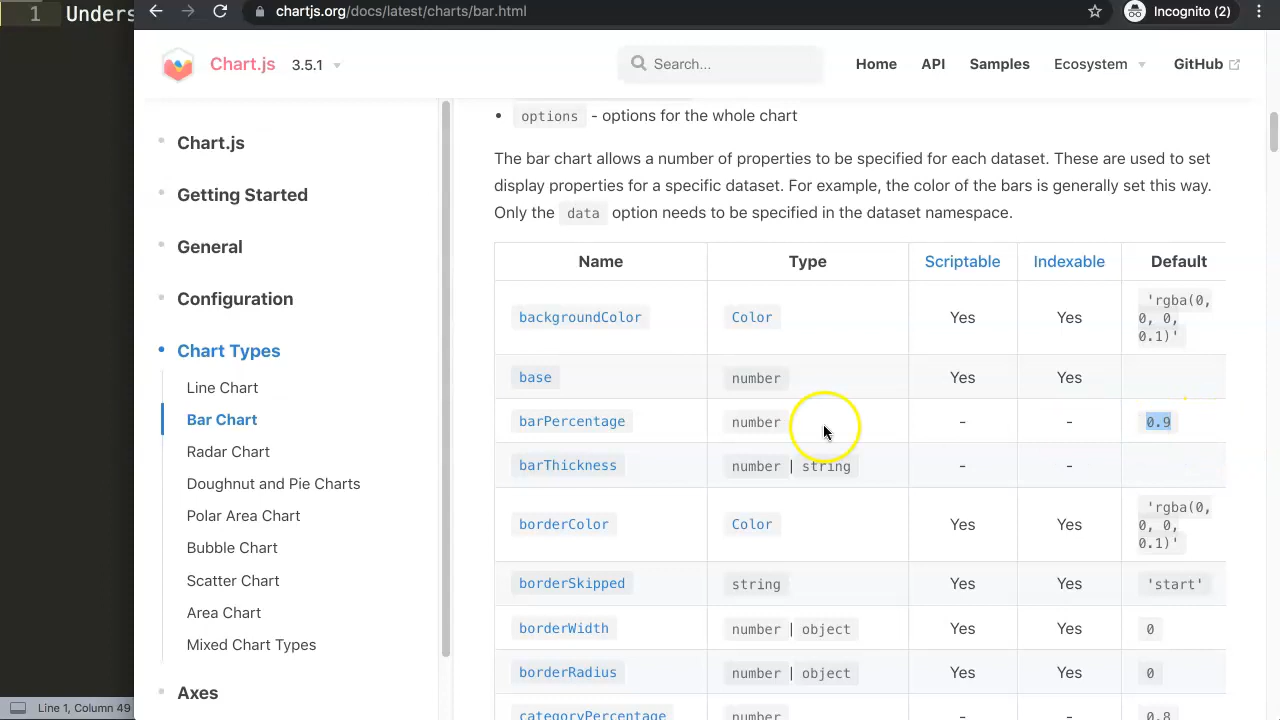 1 Unders
chartjs.org/docs/latest/charts/bar.html
Incognito (2)
Chart.js 3.5.1
Search...
Home API Samples Ecosystem GitHub
Chart.js
Getting Started
General
Configuration
Chart Types
Line Chart
Bar Chart
Radar Chart
Doughnut and Pie Charts
Polar Area Chart
Bubble Chart
Scatter Chart
Area Chart
Mixed Chart Types
Axes
• options - options for the whole chart
The bar chart allows a number of properties to be specified for each dataset. These are used to set
display properties for a specific dataset. For example, the color of the bars is generally set this way.
Only the data option needs to be specified in the dataset namespace.
Name Type Scriptable Indexable Default
backgroundColor Color Yes Yes 'rgba(0,
0, 0,
0.1)'
base number Yes Yes
barPercentage number - - 0.9
barThickness number | string - -
borderColor Color Yes Yes 'rgba(0,
0, 0,
0.1)'
borderSkipped string Yes Yes 'start'
borderWidth number | object Yes Yes 0
borderRadius number | object Yes Yes 0
categoryPercentage number - - 0.8
Line 1, Column 49